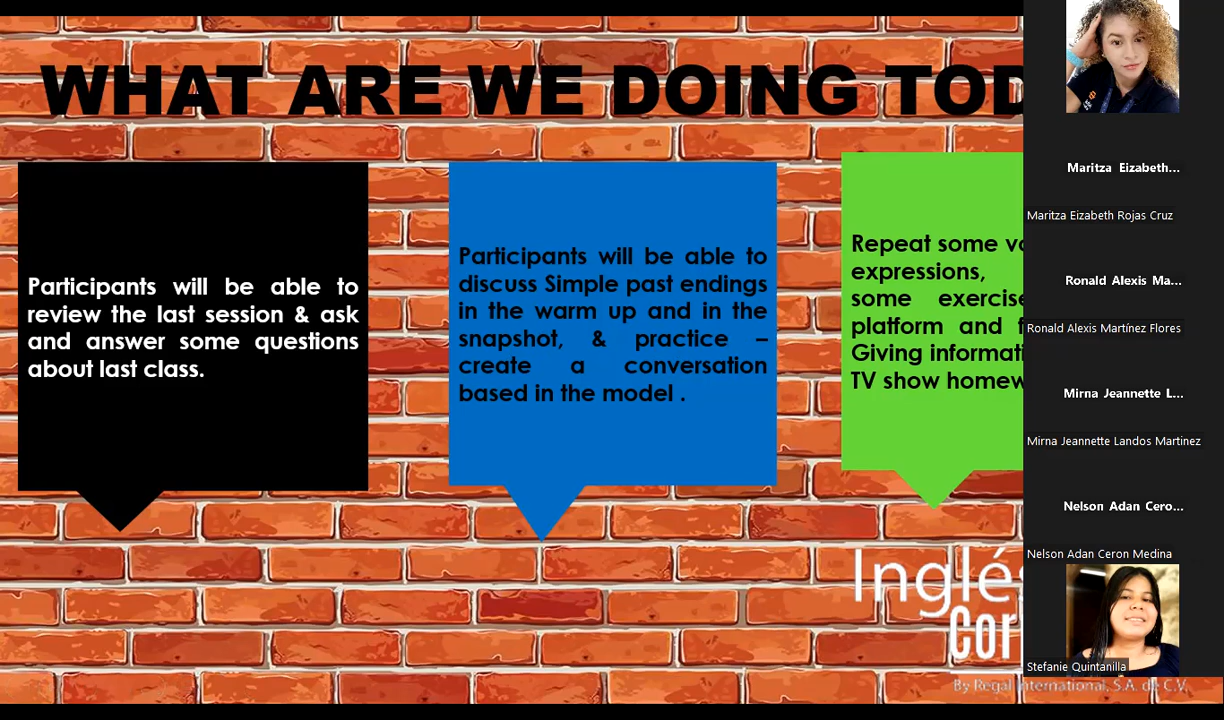 WHAT ARE WE DOING TOD
Participants will be able to
review the last session & ask
and answer some questions
about last class.
Participants will be able to
discuss Simple past endings
in the warm up and in the
snapshot, & practice –
create a conversation
based in the model .
Repeat some
expressions,
some exercise
platform and
Giving informati
TV show homew
Inglés
Cor
By Regal International, S.A. de C.V.
Maritza Eizabeth...
Maritza Eizabeth Rojas Cruz
Ronald Alexis Ma...
Ronald Alexis Martínez Flores
Mirna Jeannette L...
Mirna Jeannette Landos Martinez
Nelson Adan Cero...
Nelson Adan Ceron Medina
Stefanie Quintanilla